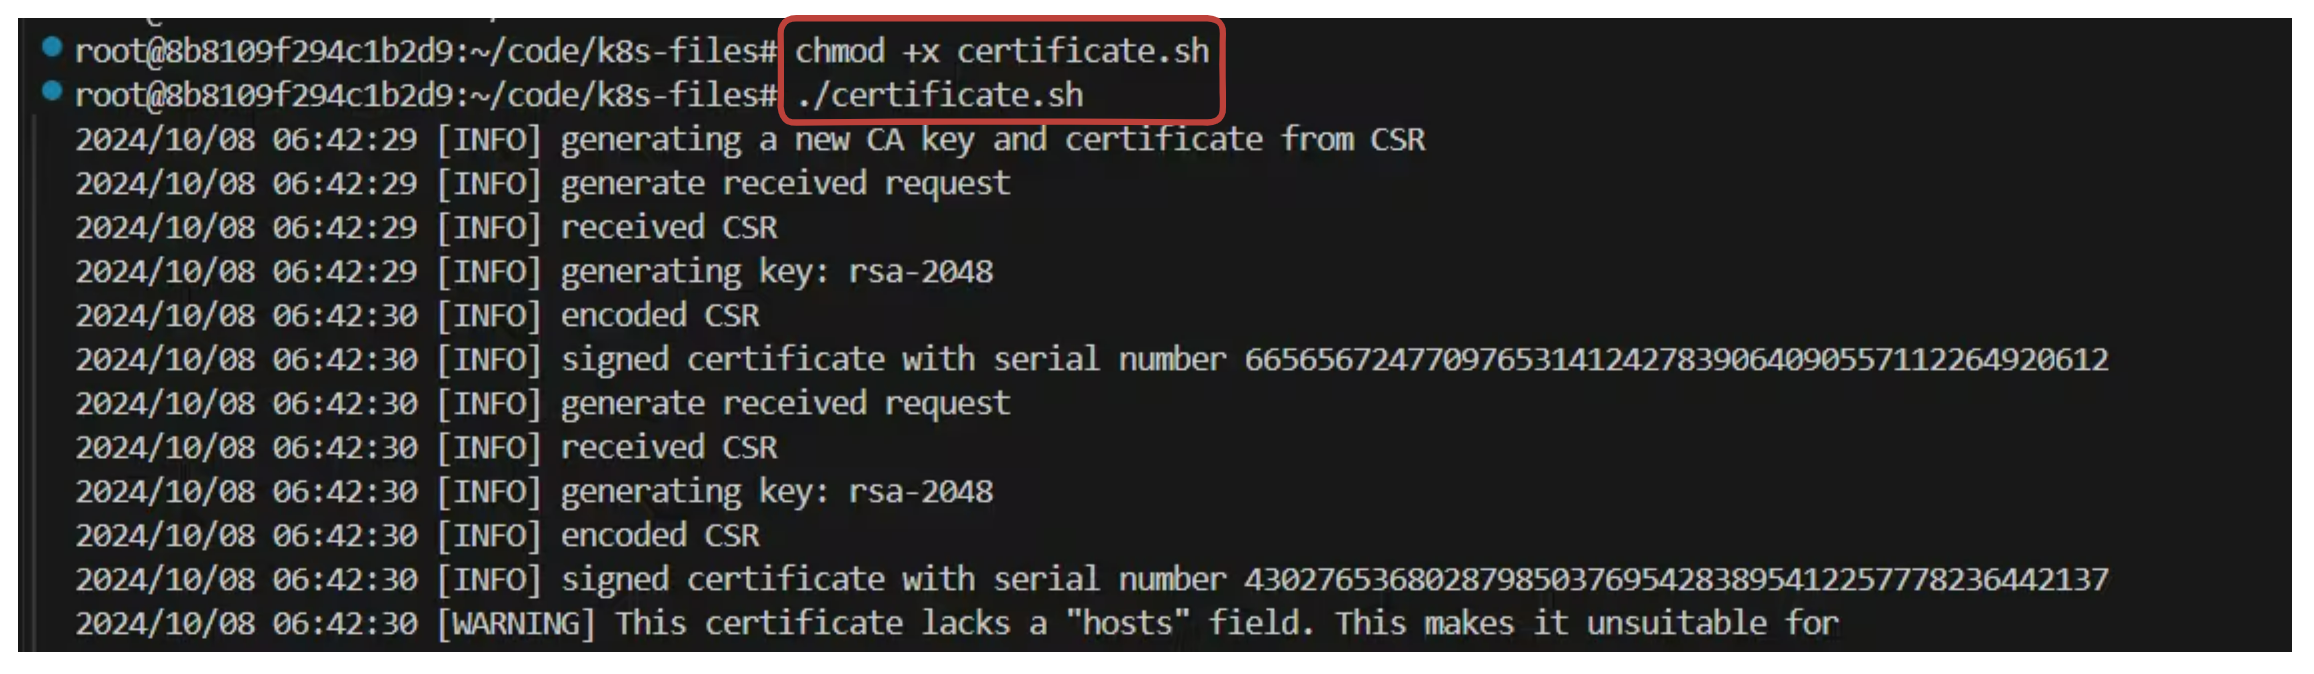 root@8b8109f294c1b2d9:~/code/k8s-files# chmod +x certificate.sh
root@8b8109f294c1b2d9:~/code/k8s-files# ./certificate.sh
2024/10/08 06:42:29 [INFO] generating a new CA key and certificate from CSR
2024/10/08 06:42:29 [INFO] generate received request
2024/10/08 06:42:29 [INFO] received CSR
2024/10/08 06:42:29 [INFO] generating key: rsa-2048
2024/10/08 06:42:30 [INFO] encoded CSR
2024/10/08 06:42:30 [INFO] signed certificate with serial number 665656724770976531412427839064090557112264920612
2024/10/08 06:42:30 [INFO] generate received request
2024/10/08 06:42:30 [INFO] received CSR
2024/10/08 06:42:30 [INFO] generating key: rsa-2048
2024/10/08 06:42:30 [INFO] encoded CSR
2024/10/08 06:42:30 [INFO] signed certificate with serial number 430276536802879850376954283895412257778236442137
2024/10/08 06:42:30 [WARNING] This certificate lacks a "hosts" field. This makes it unsuitable for